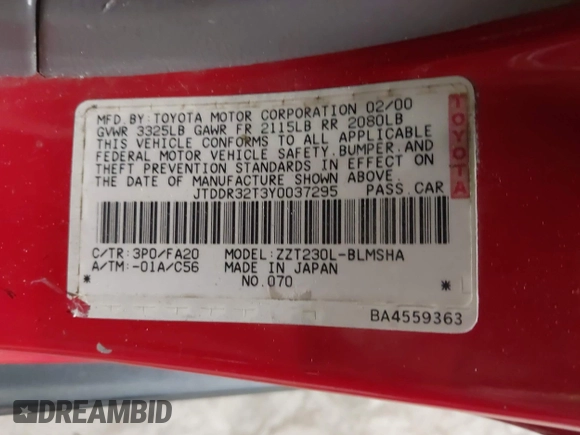 MFD.BY:TOYOTA MOTOR CORPORATION 02/00
GVWR 3325LB GAWR FR 2115LB RR 2080LB
THIS VEHICLE CONFORMS TO ALL APPLICABLE
FEDERAL MOTOR VEHICLE SAFETY,BUMPER,AND
THEFT PREVENTION STANDARDS IN EFFECT ON
THE DATE OF MANUFACTURE SHOWN ABOVE.
JTDDR32T3Y0037295 PASS.CAR
TOYOTA
C/TR:3P0/FA20 MODEL:ZZT230L-BLMSHA
A/TM:-01A/C56 MADE IN JAPAN
* NO.070 *
BA4559363
DREAMBID